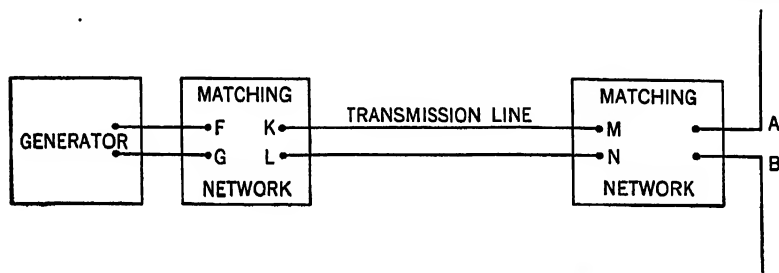 MATCHING
NETWORK
GENERATOR
F K
G L
TRANSMISSION LINE
MATCHING
NETWORK
M
N
A
B